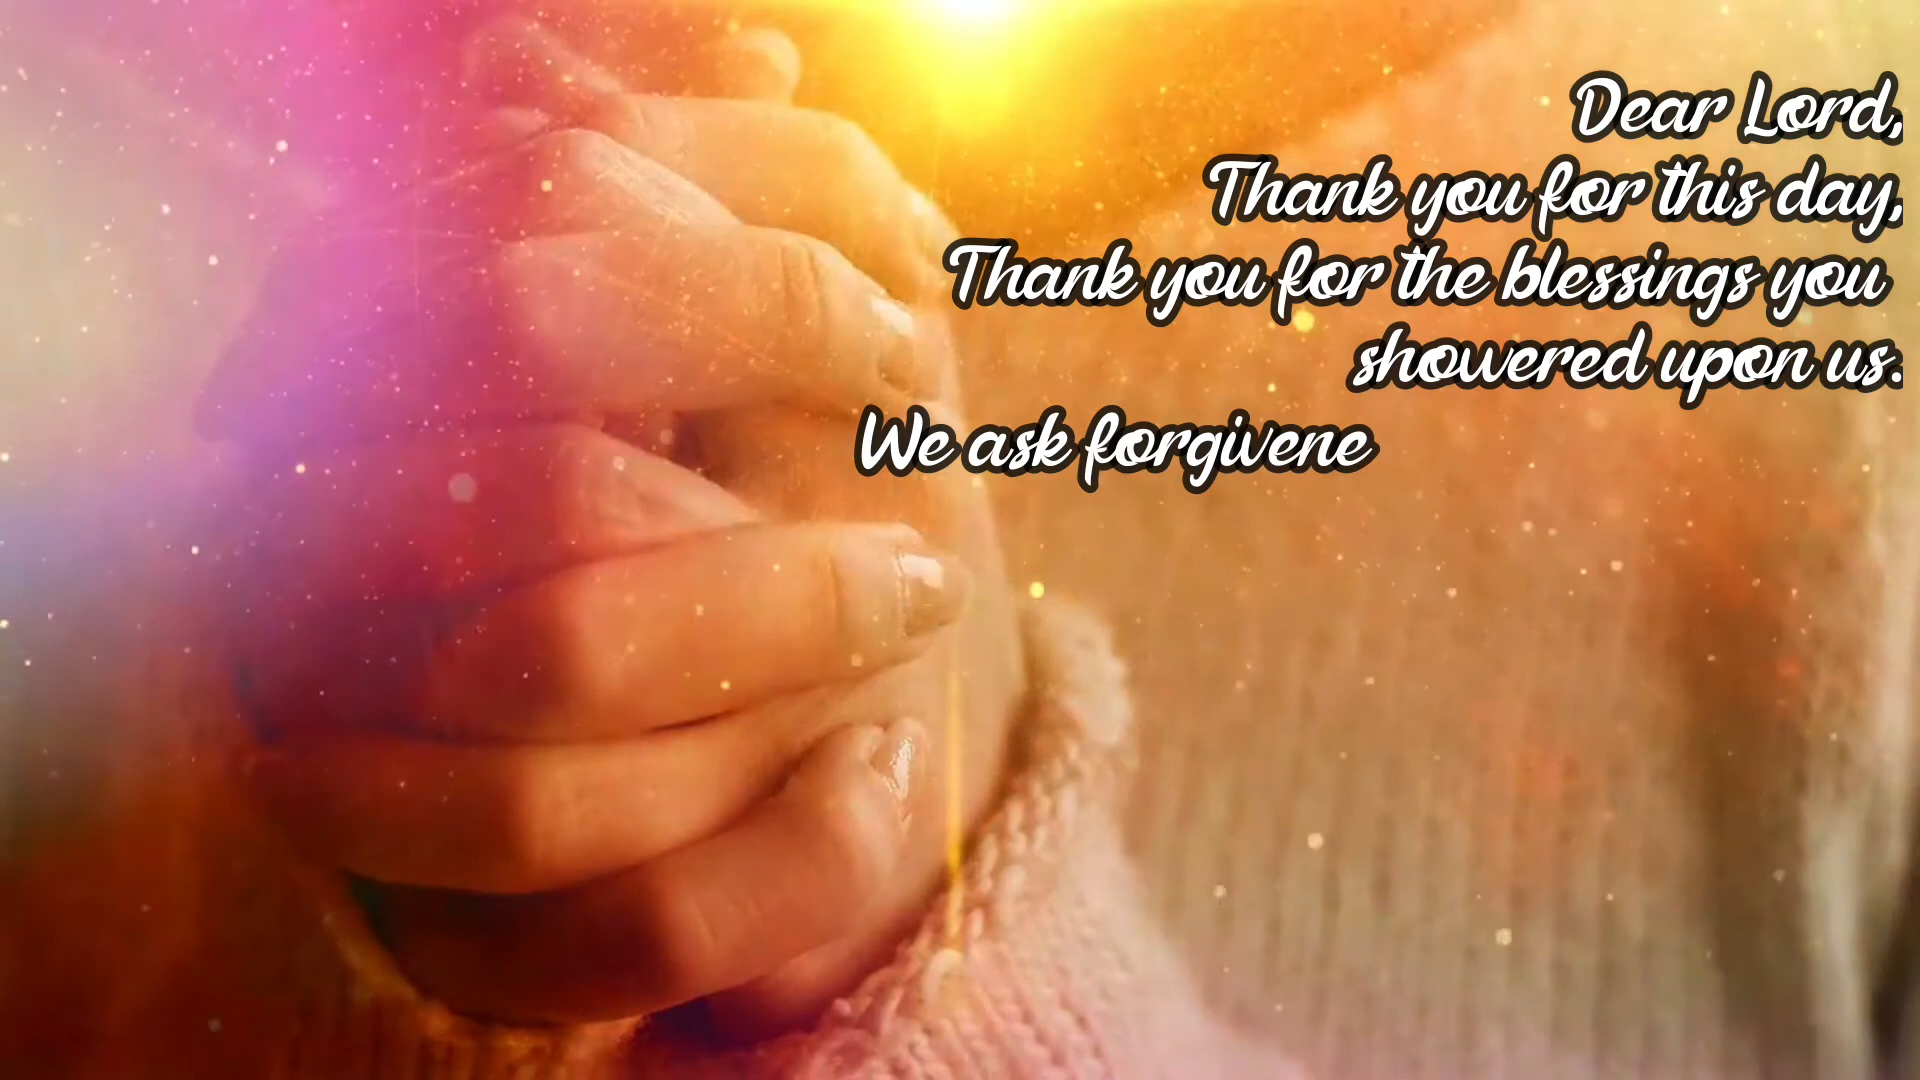 Dear Lord,
Thank you for this day,
Thank you for the blessings you
showered upon us.
We ask forgivene